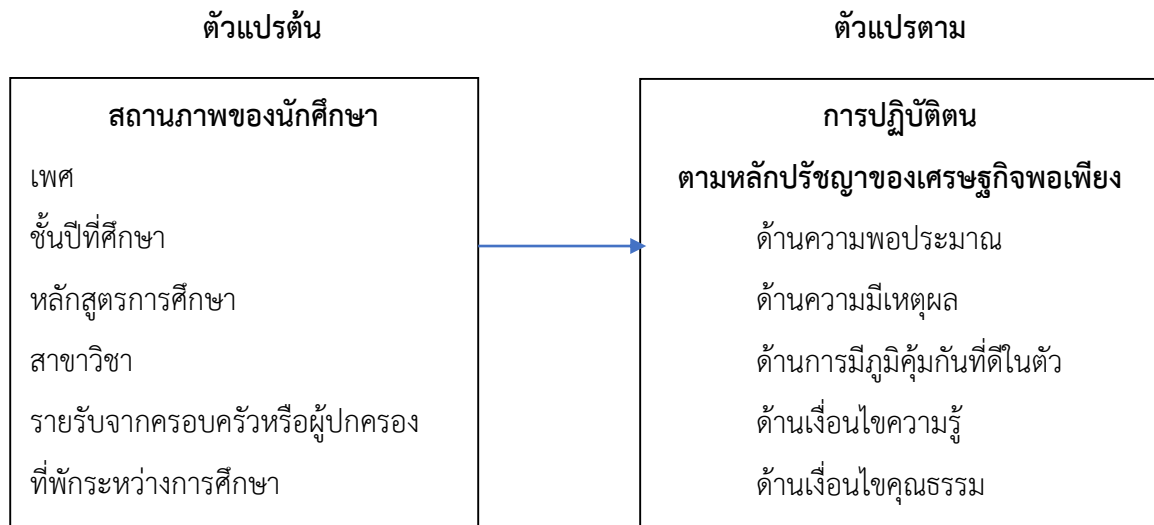 ตัวแปรต้น
ตัวแปรตาม
สถานภาพของนักศึกษา
เพศ
ชั้นปีที่ศึกษา
หลักสูตรการศึกษา
สาขาวิชา
รายรับจากครอบครัวหรือผู้ปกครอง
ที่พักระหว่างการศึกษา
การปฏิบัติตน
ตามหลักปรัชญาของเศรษฐกิจพอเพียง
ด้านความพอประมาณ
ด้านความมีเหตุผล
ด้านการมีภูมิคุ้มกันที่ดีในตัว
ด้านเงื่อนไขความรู้
ด้านเงื่อนไขคุณธรรม